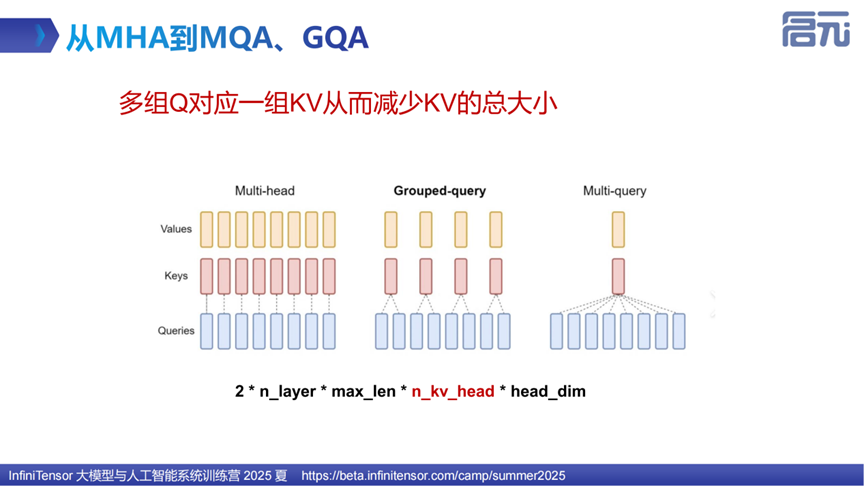 从MHA到MQA、GQA
启元
多组Q对应一组KV从而减少KV的总大小
Multi-head
Grouped-query
Multi-query
Values
Keys
Queries
2 * n_layer * max_len * n_kv_head * head_dim
InfiniTensor 大模型与人工智能系统训练营 2025 夏 https://beta.infinitensor.com/camp/summer2025